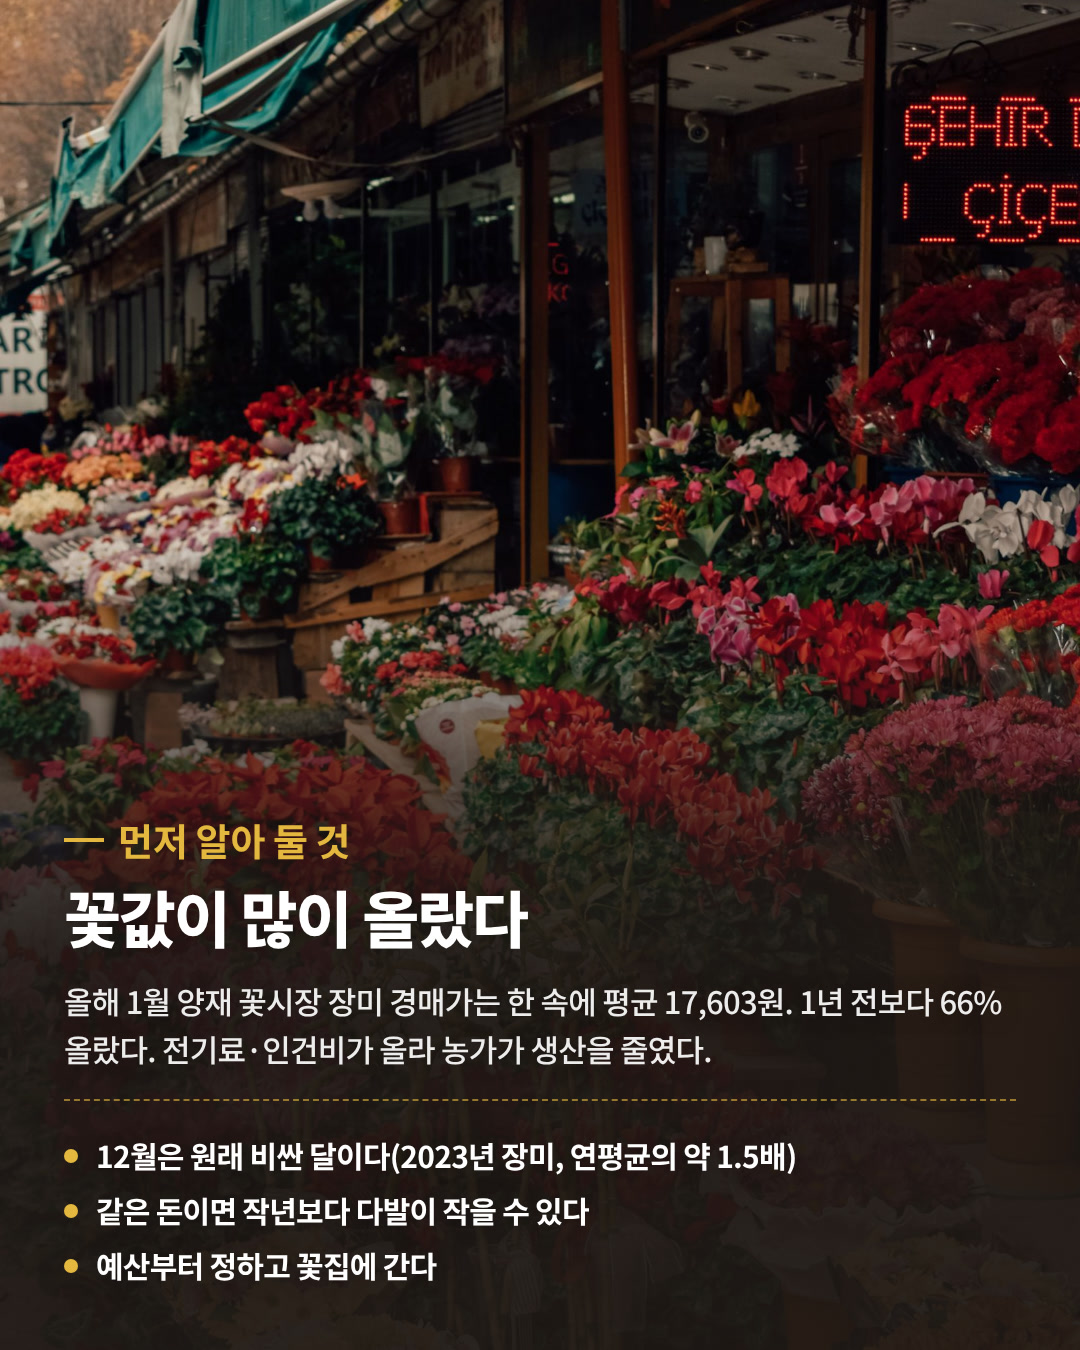 ŞEHİR
ÇİÇE
AR
TRO
먼저 알아 둘 것
꽃값이 많이 올랐다
올해 1월 양재 꽃시장 장미 경매가는 한 속에 평균 17,603원. 1년 전보다 66%
올랐다. 전기료·인건비가 올라 농가가 생산을 줄였다.
12월은 원래 비싼 달이다(2023년 장미, 연평균의 약 1.5배)
같은 돈이면 작년보다 다발이 작을 수 있다
예산부터 정하고 꽃집에 간다